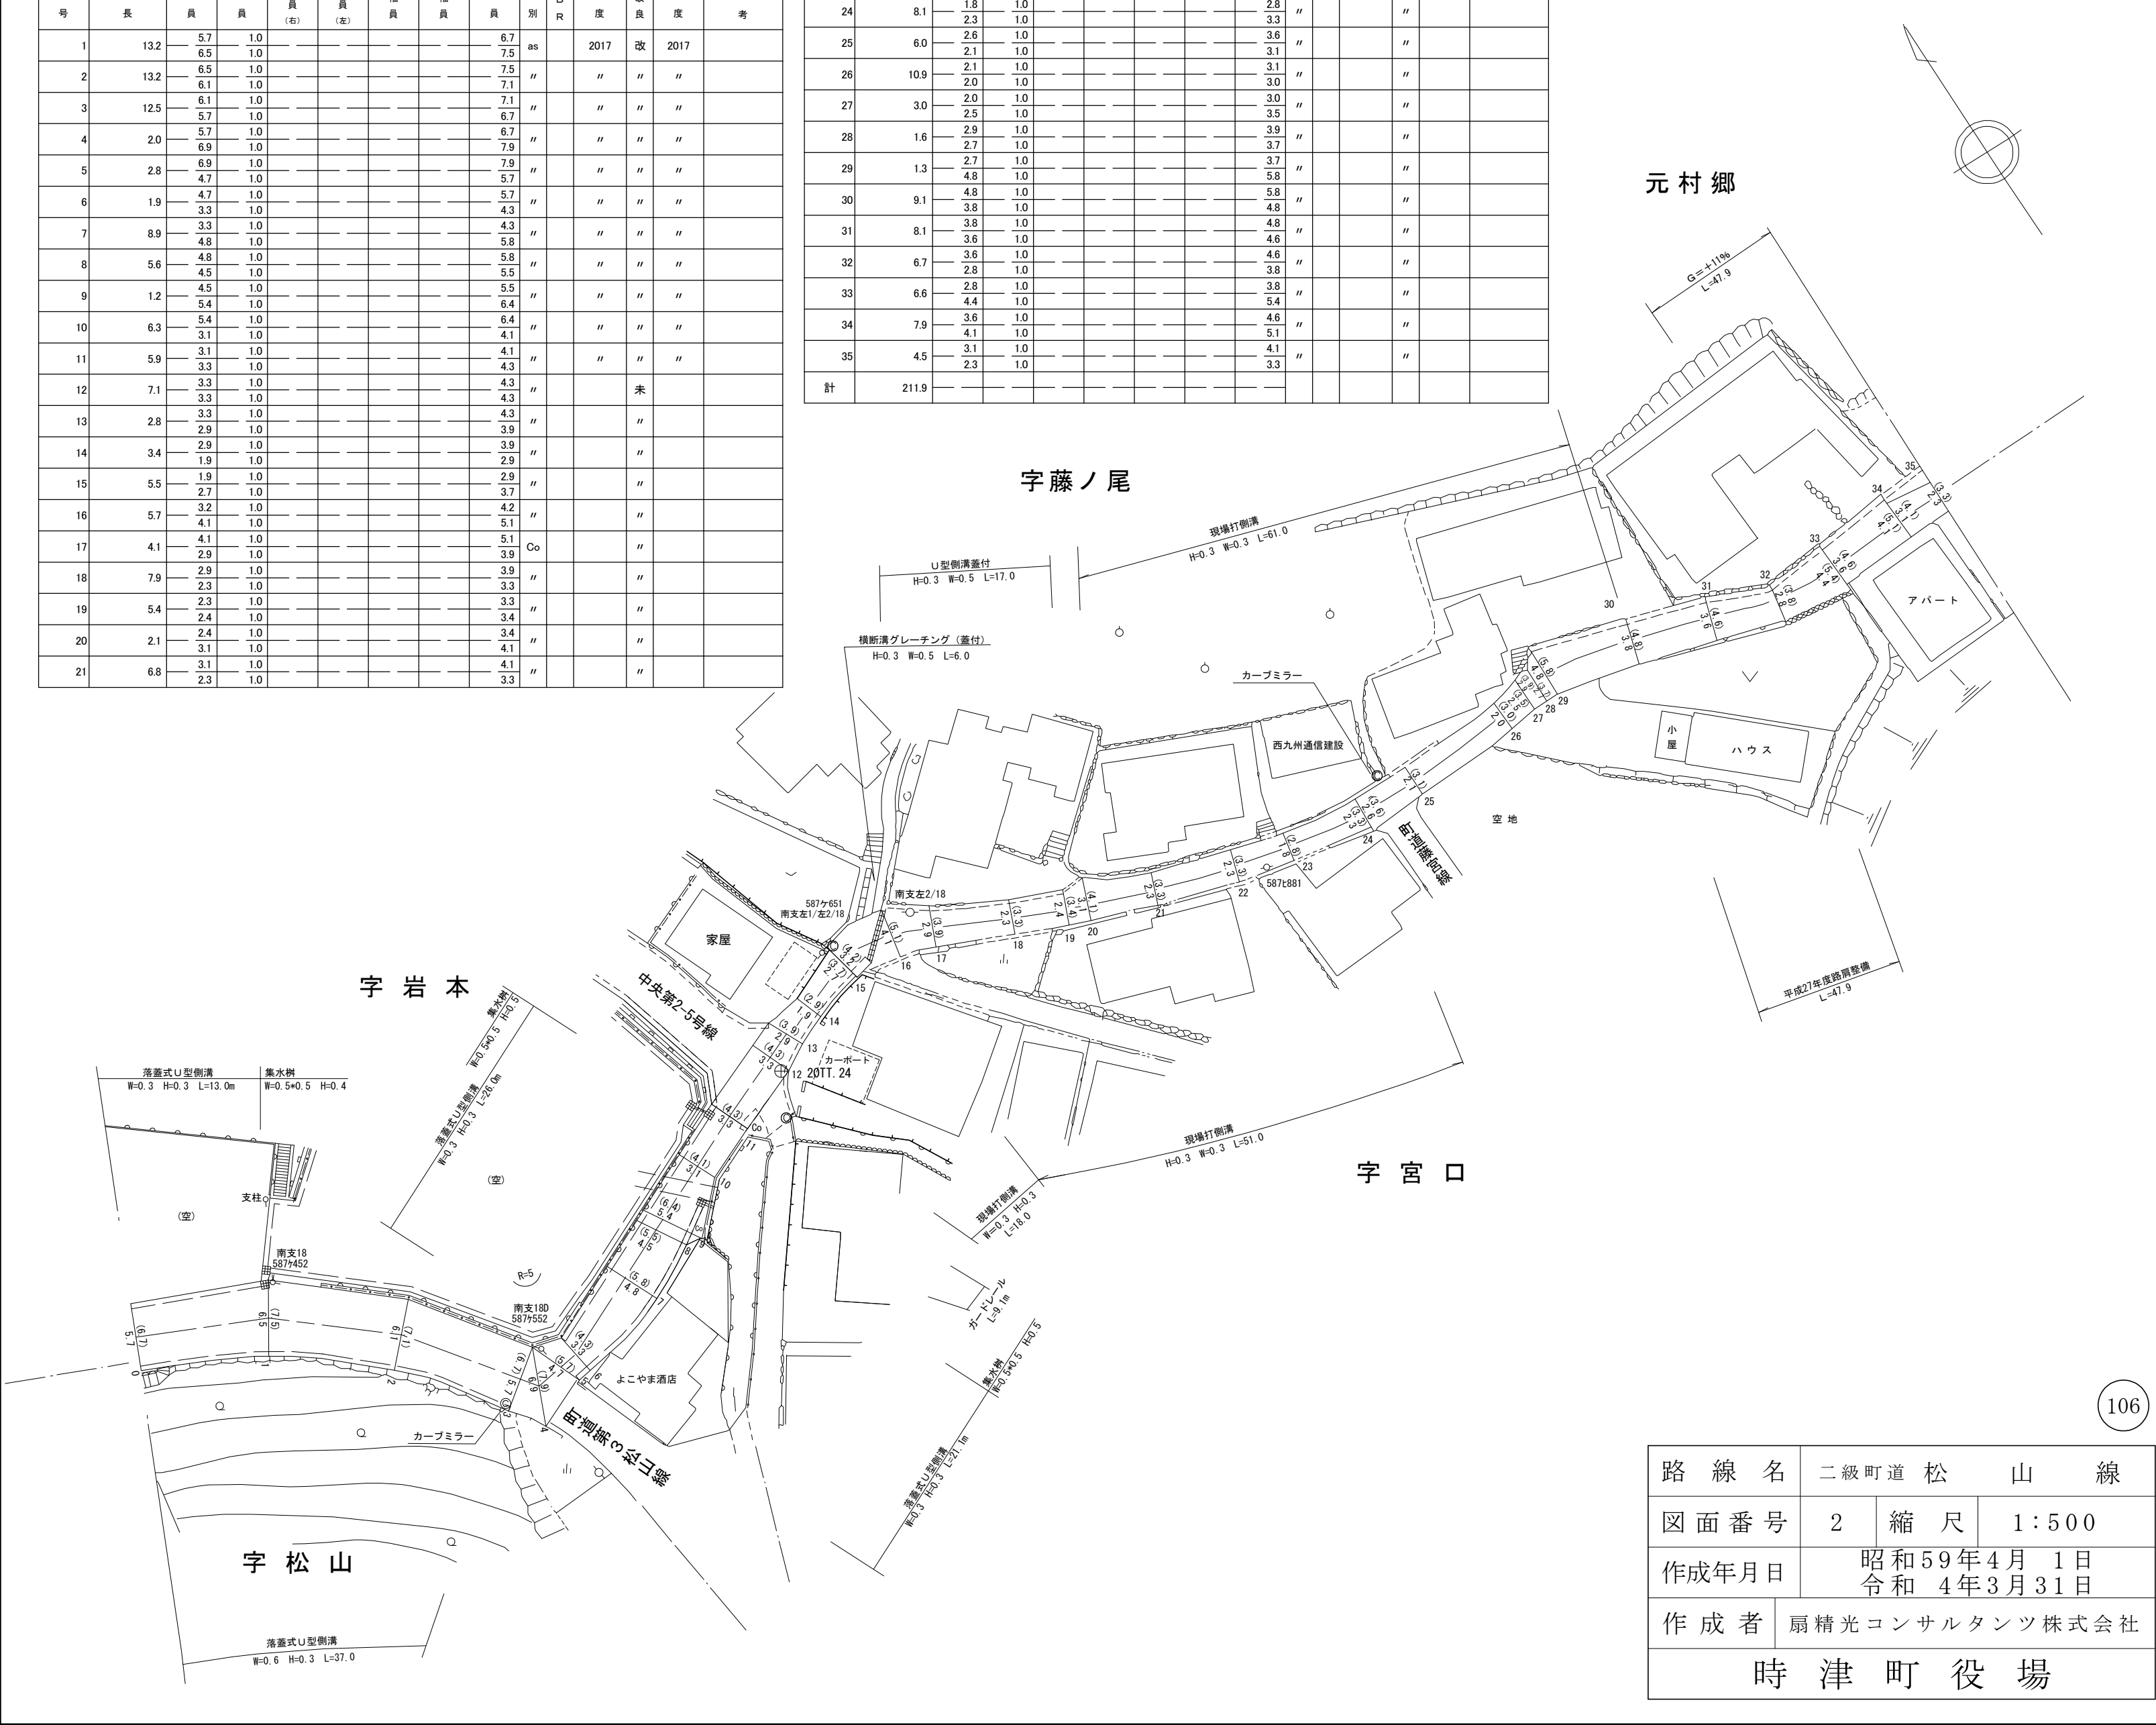 号 長 員 員 員（右） 員（左） 幅員 幅員 員 別 BR 度 改良 度 考
1 13.2 5.7 1.0 6.7 as 2017 改 2017
6.5 1.0 7.5
2 13.2 6.5 1.0 7.5 〃 〃 〃 〃
6.1 1.0 7.1
3 12.5 6.1 1.0 7.1 〃 〃 〃 〃
5.7 1.0 6.7
4 2.0 5.7 1.0 6.7 〃 〃 〃 〃
6.9 1.0 7.9
5 2.8 6.9 1.0 7.9 〃 〃 〃 〃
4.7 1.0 5.7
6 1.9 4.7 1.0 5.7 〃 〃 〃 〃
3.3 1.0 4.3
7 8.9 3.3 1.0 4.3 〃 〃 〃 〃
4.8 1.0 5.8
8 5.6 4.8 1.0 5.8 〃 〃 〃 〃
4.5 1.0 5.5
9 1.2 4.5 1.0 5.5 〃 〃 〃 〃
5.4 1.0 6.4
10 6.3 5.4 1.0 6.4 〃 〃 〃 〃
3.1 1.0 4.1
11 5.9 3.1 1.0 4.1 〃 〃 〃 〃
3.3 1.0 4.3
12 7.1 3.3 1.0 4.3 〃 未
3.3 1.0 4.3
13 2.8 3.3 1.0 4.3 〃 〃
2.9 1.0 3.9
14 3.4 2.9 1.0 3.9 〃 〃
1.9 1.0 2.9
15 5.5 1.9 1.0 2.9 〃 〃
2.7 1.0 3.7
16 5.7 3.2 1.0 4.2 〃 〃
4.1 1.0 5.1
17 4.1 4.1 1.0 5.1 Co 〃
2.9 1.0 3.9
18 7.9 2.9 1.0 3.9 〃 〃
2.3 1.0 3.3
19 5.4 2.3 1.0 3.3 〃 〃
2.4 1.0 3.4
20 2.1 2.4 1.0 3.4 〃 〃
3.1 1.0 4.1
21 6.8 3.1 1.0 4.1 〃 〃
2.3 1.0 3.3
24 8.1 1.8 1.0 2.8 〃 〃
2.3 1.0 3.3
25 6.0 2.6 1.0 3.6 〃 〃
2.1 1.0 3.1
26 10.9 2.1 1.0 3.1 〃 〃
2.0 1.0 3.0
27 3.0 2.0 1.0 3.0 〃 〃
2.5 1.0 3.5
28 1.6 2.9 1.0 3.9 〃 〃
2.7 1.0 3.7
29 1.3 2.7 1.0 3.7 〃 〃
4.8 1.0 5.8
30 9.1 4.8 1.0 5.8 〃 〃
3.8 1.0 4.8
31 8.1 3.8 1.0 4.8 〃 〃
3.6 1.0 4.6
32 6.7 3.6 1.0 4.6 〃 〃
2.8 1.0 3.8
33 6.6 2.8 1.0 3.8 〃 〃
4.4 1.0 5.4
34 7.9 3.6 1.0 4.6 〃 〃
4.1 1.0 5.1
35 4.5 3.1 1.0 4.1 〃 〃
2.3 1.0 3.3
計 211.9
元村郷
G=+11%
L=47.9
字藤ノ尾
現場打側溝
H=0.3 W=0.3 L=61.0
U型側溝蓋付
H=0.3 W=0.5 L=17.0
横断溝グレーチング（蓋付）
H=0.3 W=0.5 L=6.0
カーブミラー
西九州通信建設
アパート
小屋
ハウス
空地
町道藤宮線
587ﾋ881
南支左2/18
587ｹ651
南支左1/左2/18
家屋
中央第2-5号線
字岩本
集水桝
W=0.5*0.5 H=0.5
落蓋式U型側溝
W=0.3 H=0.3 L=26.0m
落蓋式U型側溝
W=0.3 H=0.3 L=13.0m
集水桝
W=0.5*0.5 H=0.4
支柱
(空)
(空)
南支18
587ｹ452
R=5
南支18D
587ｹ552
カーポート
20TT.24
Co
Co
平成27年度路肩整備
L=47.9
現場打側溝
H=0.3 W=0.3 L=51.0
字宮口
現場打側溝
W=0.3 H=0.3
L=18.0
ガードレール
L=9.1m
集水桝
W=0.5*0.5 H=0.5
落蓋式U型側溝
W=0.3 H=0.3 L=21.1m
よこやま酒店
町道第3松山線
カーブミラー
字松山
落蓋式U型側溝
W=0.6 H=0.3 L=37.0
106
路線名 二級町道 松山線
図面番号 2 縮尺 1:500
作成年月日 昭和59年4月 1日
令和 4年3月31日
作成者 扇精光コンサルタンツ株式会社
時津町役場